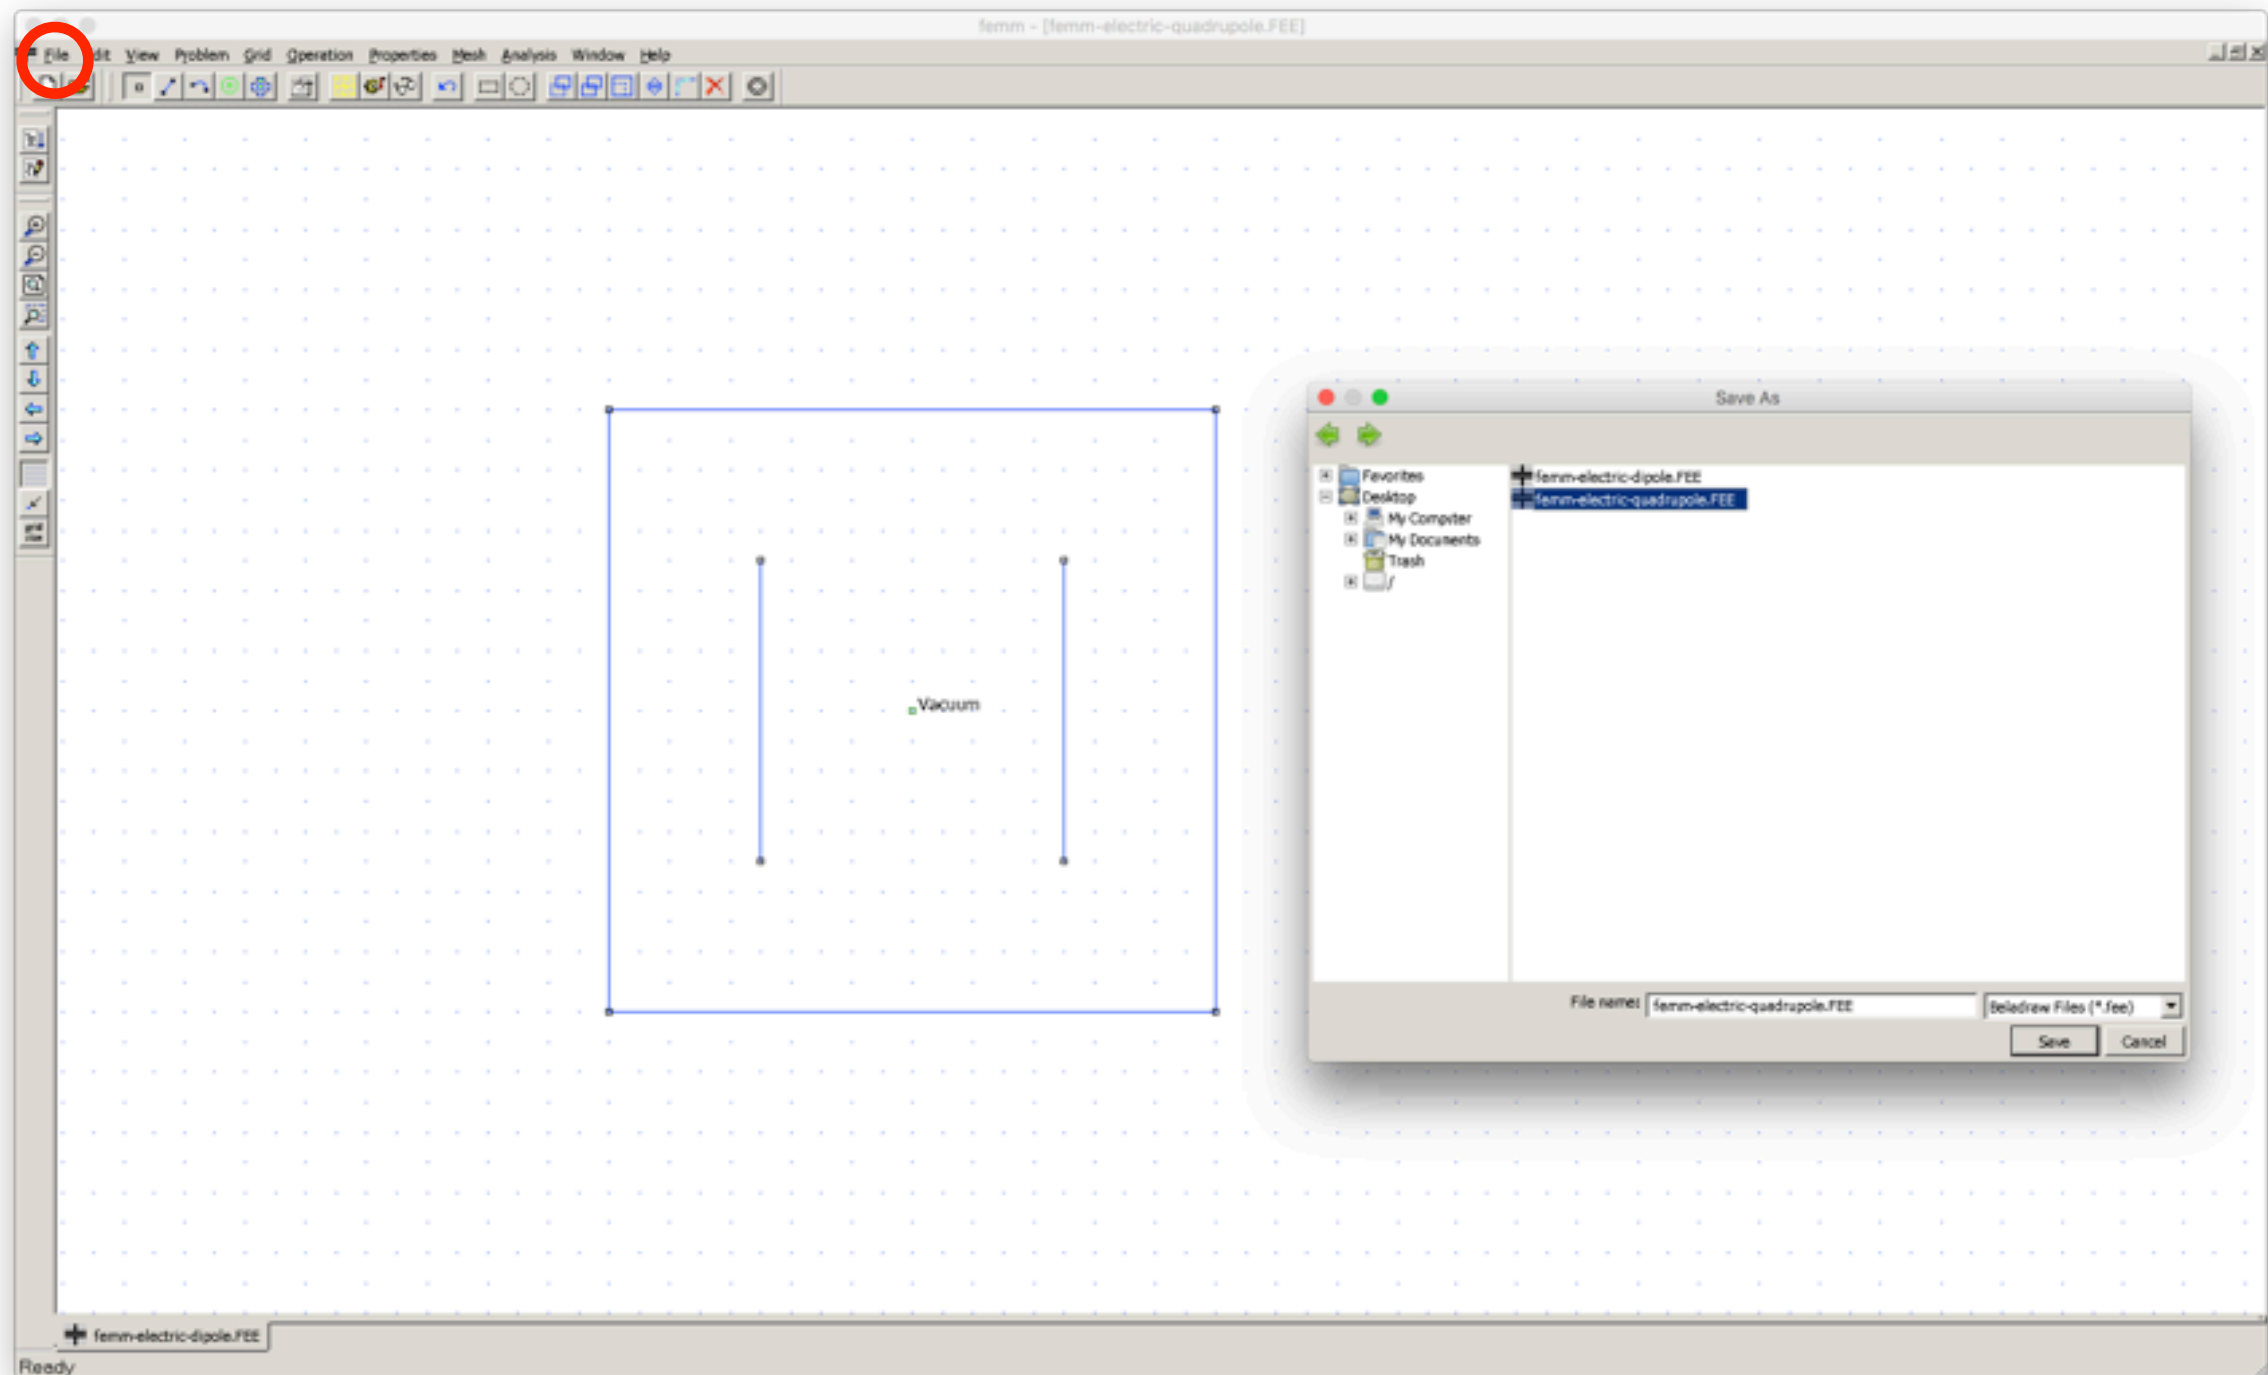 femm - [femm-electric-quadrupole.FEE]
File dit View Problem Grid Operation Properties Mesh Analysis Window Help
Save As
Favorites
Desktop
My Computer
My Documents
Trash
/
femm-electric-dipole.FEE
femm-electric-quadrupole.FEE
Vacuum
File name: femm-electric-quadrupole.FEE Beladraw Files (*.fee)
Save Cancel
femm-electric-dipole.FEE
Ready